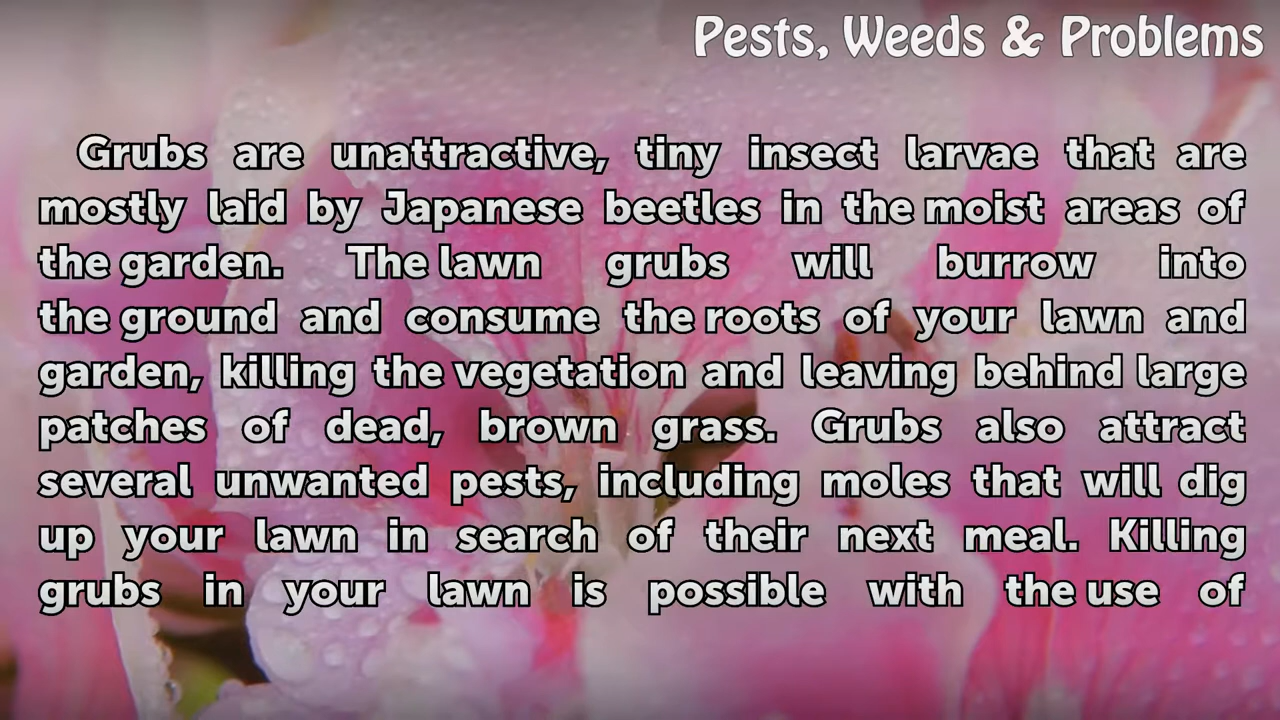 Pests, Weeds & Problems
Grubs are unattractive, tiny insect larvae that are
mostly laid by Japanese beetles in the moist areas of
the garden. The lawn grubs will burrow into
the ground and consume the roots of your lawn and
garden, killing the vegetation and leaving behind large
patches of dead, brown grass. Grubs also attract
several unwanted pests, including moles that will dig
up your lawn in search of their next meal. Killing
grubs in your lawn is possible with the use of